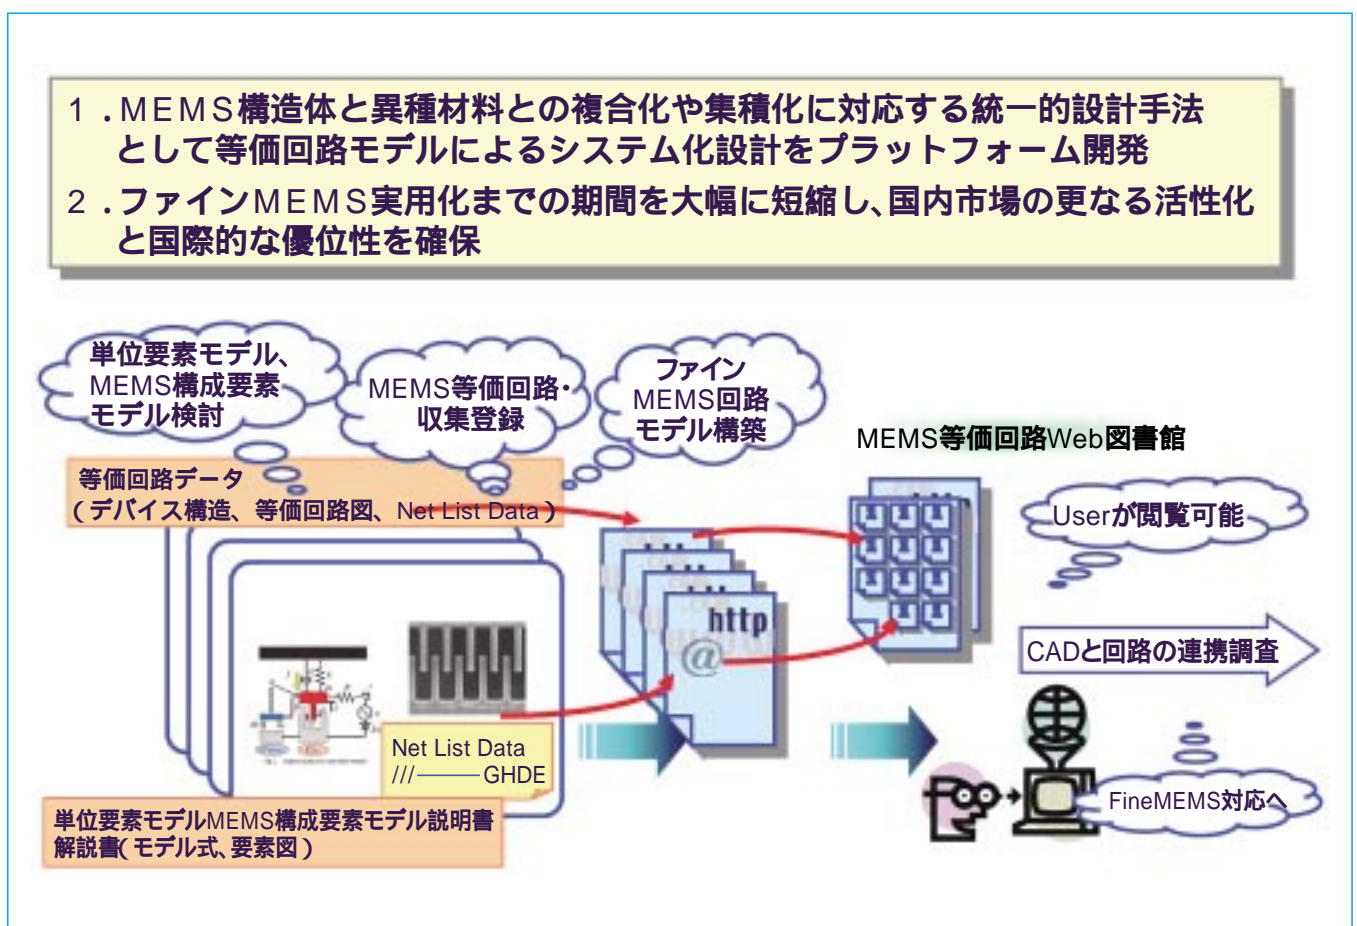 1．MEMS構造体と異種材料との複合化や集積化に対応する統一的設計手法
として等価回路モデルによるシステム化設計をプラットフォーム開発
2．ファインMEMS実用化までの期間を大幅に短縮し、国内市場の更なる活性化
と国際的な優位性を確保
単位要素モデル、
MEMS構成要素
モデル検討
MEMS等価回路・
収集登録
ファイン
MEMS回路
モデル構築
MEMS等価回路Web図書館
等価回路データ
（デバイス構造、等価回路図、Net List Data）
Userが閲覧可能
http
@
CADと回路の連携調査
Net List Data
///―――GHDE
FineMEMS対応へ
単位要素モデルMEMS構成要素モデル説明書
解説書（モデル式、要素図）